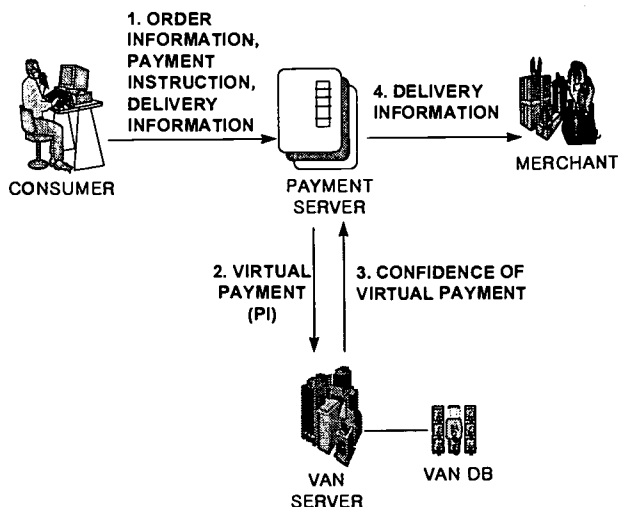 1. ORDER
INFORMATION,
PAYMENT
INSTRUCTION,
DELIVERY
INFORMATION
4. DELIVERY
INFORMATION
CONSUMER
PAYMENT
SERVER
MERCHANT
2. VIRTUAL
PAYMENT
(PI)
3. CONFIDENCE OF
VIRTUAL PAYMENT
VAN
SERVER
VAN DB